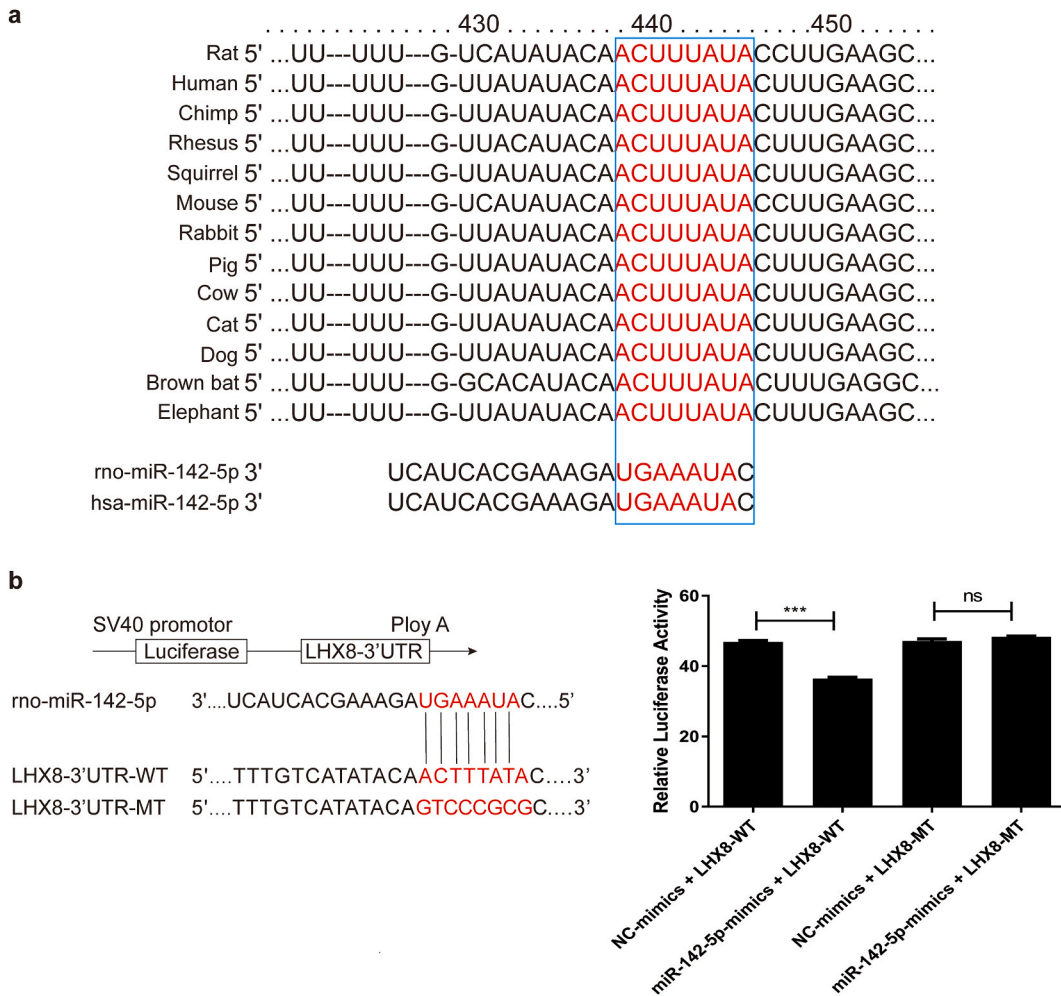 a
. . . . . . . . . . . 430 . . . . . . . 440 . . . . . . . 450 . . . . . .
Rat 5' ...UU---UUU---G-UCAUAUACAACUUUAUACCUUGAAGC...
Human 5' ...UU---UUU---G-UUAUAUACAACUUUAUACUUUGAAGC...
Chimp 5' ...UU---UUU---G-UUAUAUACAACUUUAUACUUUGAAGC...
Rhesus 5' ...UU---UUU---G-UUACAUACAACUUUAUACUUUGAAGC...
Squirrel 5' ...UU---UUU---G-UUAUAUACAACUUUAUACUUUGAAGC...
Mouse 5' ...UU---UUU---G-UCAUAUACAACUUUAUACCUUGAAGC...
Rabbit 5' ...UU---UUU---G-UUAUAUACAACUUUAUACUUUGAAGC...
Pig 5' ...UU---UUU---G-UUAUAUACAACUUUAUACUUUGAAGC...
Cow 5' ...UU---UUU---G-UUAUAUACAACUUUAUACUUUGAAGC...
Cat 5' ...UU---UUU---G-UUAUAUACAACUUUAUACUUUGAAGC...
Dog 5' ...UU---UUU---G-UUAUAUACAACUUUAUACUUUGAAGC...
Brown bat 5' ...UU---UUU---G-GCACAUACAACUUUAUACUUUGAGGC...
Elephant 5' ...UU---UUU---G-UUAUAUACAACUUUAUACUUUGAAGC...
rno-miR-142-5p 3' UCAUCACGAAAGAUGAAAUAC
hsa-miR-142-5p 3' UCAUCACGAAAGAUGAAAUAC
b
SV40 promotor Ploy A
Luciferase LHX8-3'UTR
rno-miR-142-5p 3'....UCAUCACGAAAGAUGAAAUAC....5’
LHX8-3’UTR-WT 5'....TTTGTCATATACAACTTTATAC....3’
LHX8-3’UTR-MT 5'....TTTGTCATATACAGTCCCGCGC....3’
Relative Luciferase Activity
60
40
20
0
***
ns
NC-mimics + LHX8-WT
miR-142-5p-mimics + LHX8-WT
NC-mimics + LHX8-MT
miR-142-5p-mimics + LHX8-MT